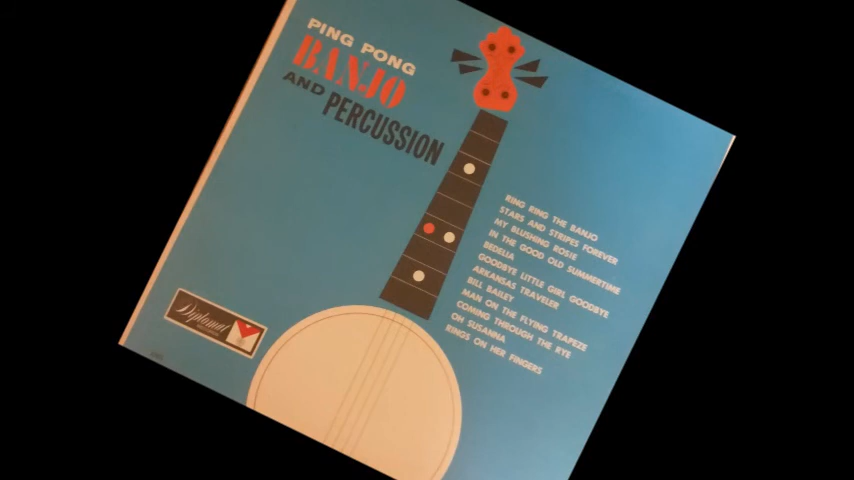 PING PONG
BANJO
AND
PERCUSSION
RING RING THE BANJO
STARS AND STRIPES FOREVER
MY BLUSHING ROSIE
IN THE GOOD OLD SUMMERTIME
BEDELIA
GOODBYE LITTLE GIRL GOODBYE
ARKANSAS TRAVELER
BILL BAILEY
MAN ON THE FLYING TRAPEZE
COMING THROUGH THE RYE
OH SUSANNA
RINGS ON HER FINGERS
Diplomat